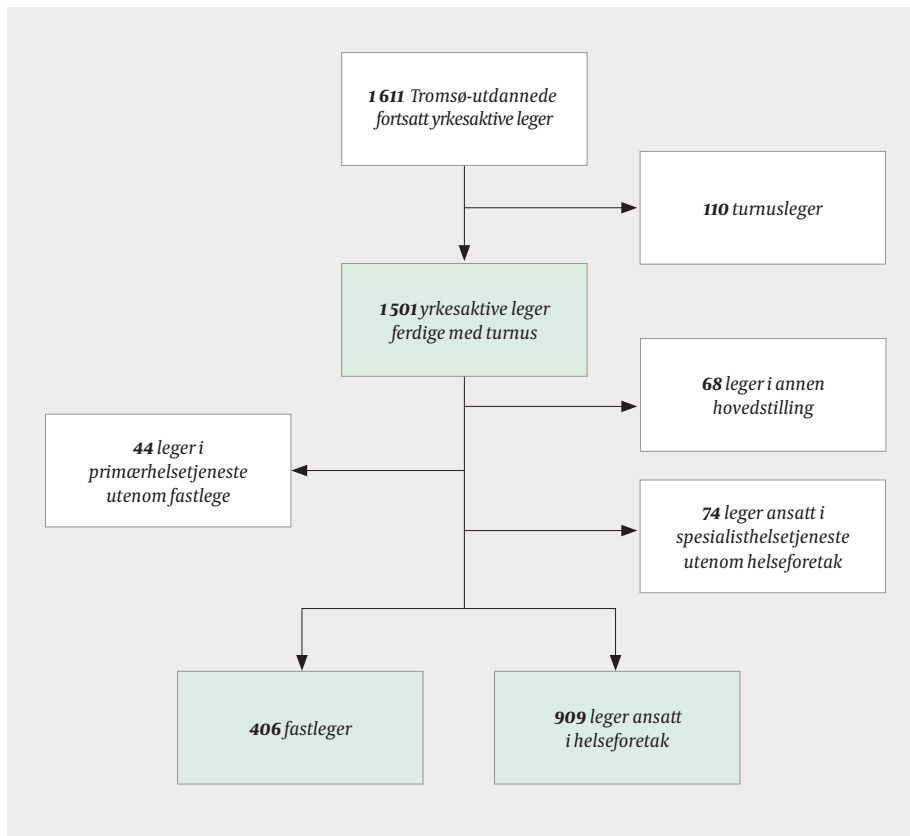 1 611 Tromsø-utdannede
fortsatt yrkesaktive leger
110 turnusleger
1 501 yrkesaktive leger
ferdige med turnus
68 leger i annen
hovedstilling
44 leger i
primærhelsetjeneste
utenom fastlege
74 leger ansatt i
spesialisthelsetjeneste
utenom helseforetak
406 fastleger
909 leger ansatt
i helseforetak